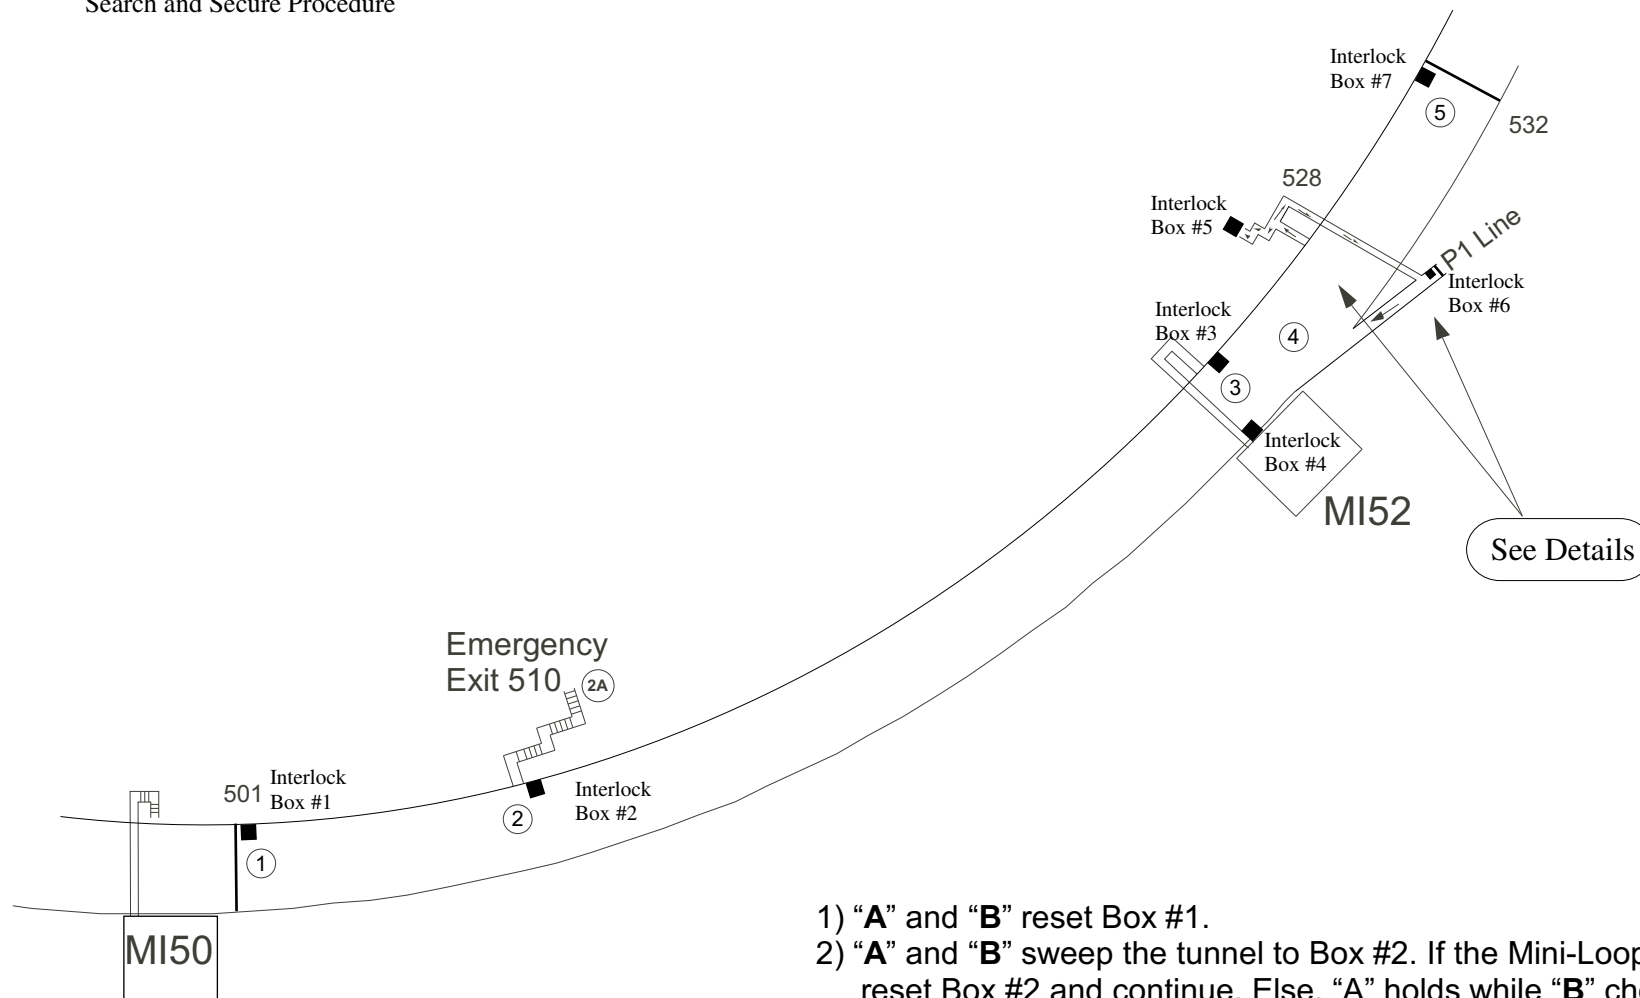 Search and Secure Procedure
Interlock
Box #7
5
532
528
Interlock
Box #5
P1 Line
Interlock
Box #6
Interlock
Box #3
4
3
Interlock
Box #4
MI52
See Details
Emergency
Exit 510
2A
501
Interlock
Box #1
Interlock
Box #2
2
1
MI50
1) “A” and “B” reset Box #1.
2) “A” and “B” sweep the tunnel to Box #2. If the Mini-Loop
reset Box #2 and continue. Else, “A” holds while “B”